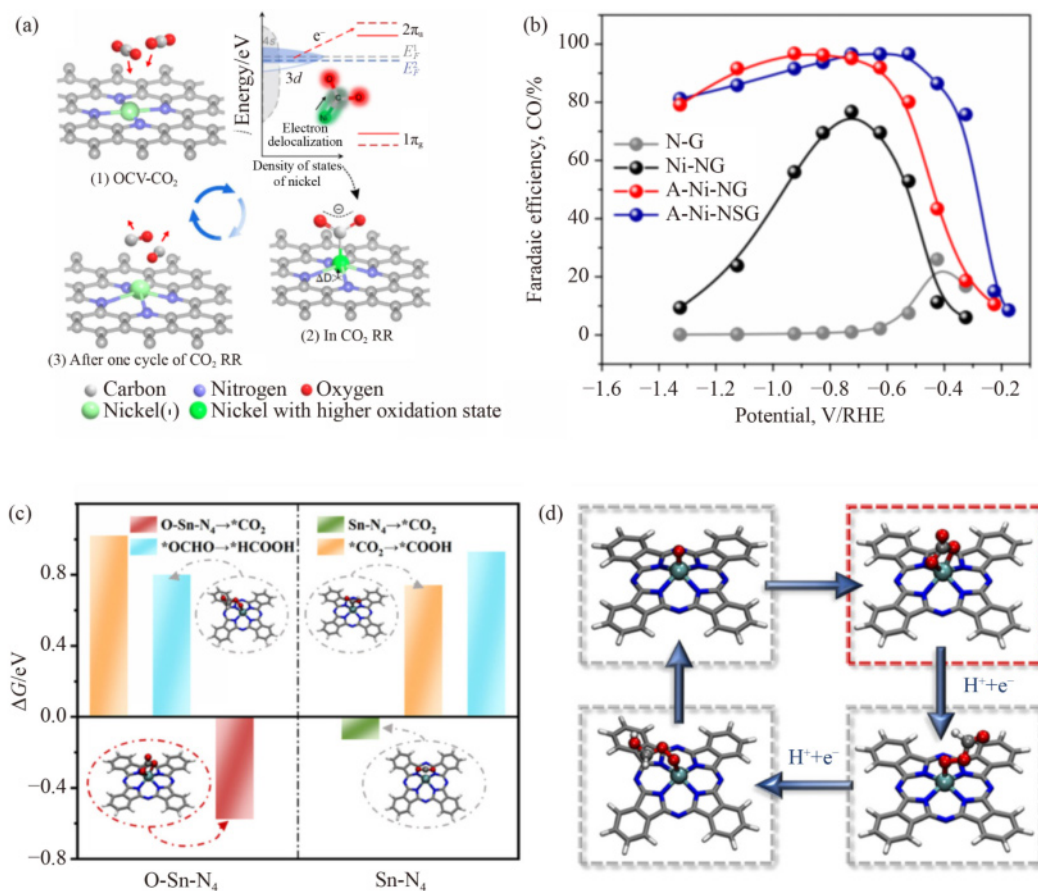 (a)
Energy/eV
4s
3d
e⁻
2πᵤ
E¹F
E²F
Electron
delocalization
1πg
Density of states
of nickel
(1) OCV-CO₂
ΔD
(2) In CO₂ RR
(3) After one cycle of CO₂ RR
Carbon Nitrogen Oxygen
Nickel( ) Nickel with higher oxidation state
(b)
Faradaic efficiency, CO/%
100
80
60
40
20
0
N-G
Ni-NG
A-Ni-NG
A-Ni-NSG
−1.6 −1.4 −1.2 −1.0 −0.8 −0.6 −0.4 −0.2
Potential, V/RHE
(c)
ΔG/eV
0.8
0.4
0.0
−0.4
−0.8
O-Sn-N₄→*CO₂
*OCHO→*HCOOH
Sn-N₄→*CO₂
*CO₂→*COOH
O-Sn-N₄ Sn-N₄
(d)
H⁺+e⁻
H⁺+e⁻